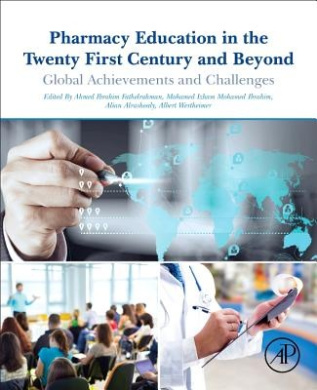 Pharmacy Education in the
Twenty First Century and Beyond
Global Achievements and Challenges
Edited By Ahmed Ibrahim Fathelrahman, Mohamed Izham Mohamed Ibrahim,
Alian Alrasheedy, Albert Wertheimer